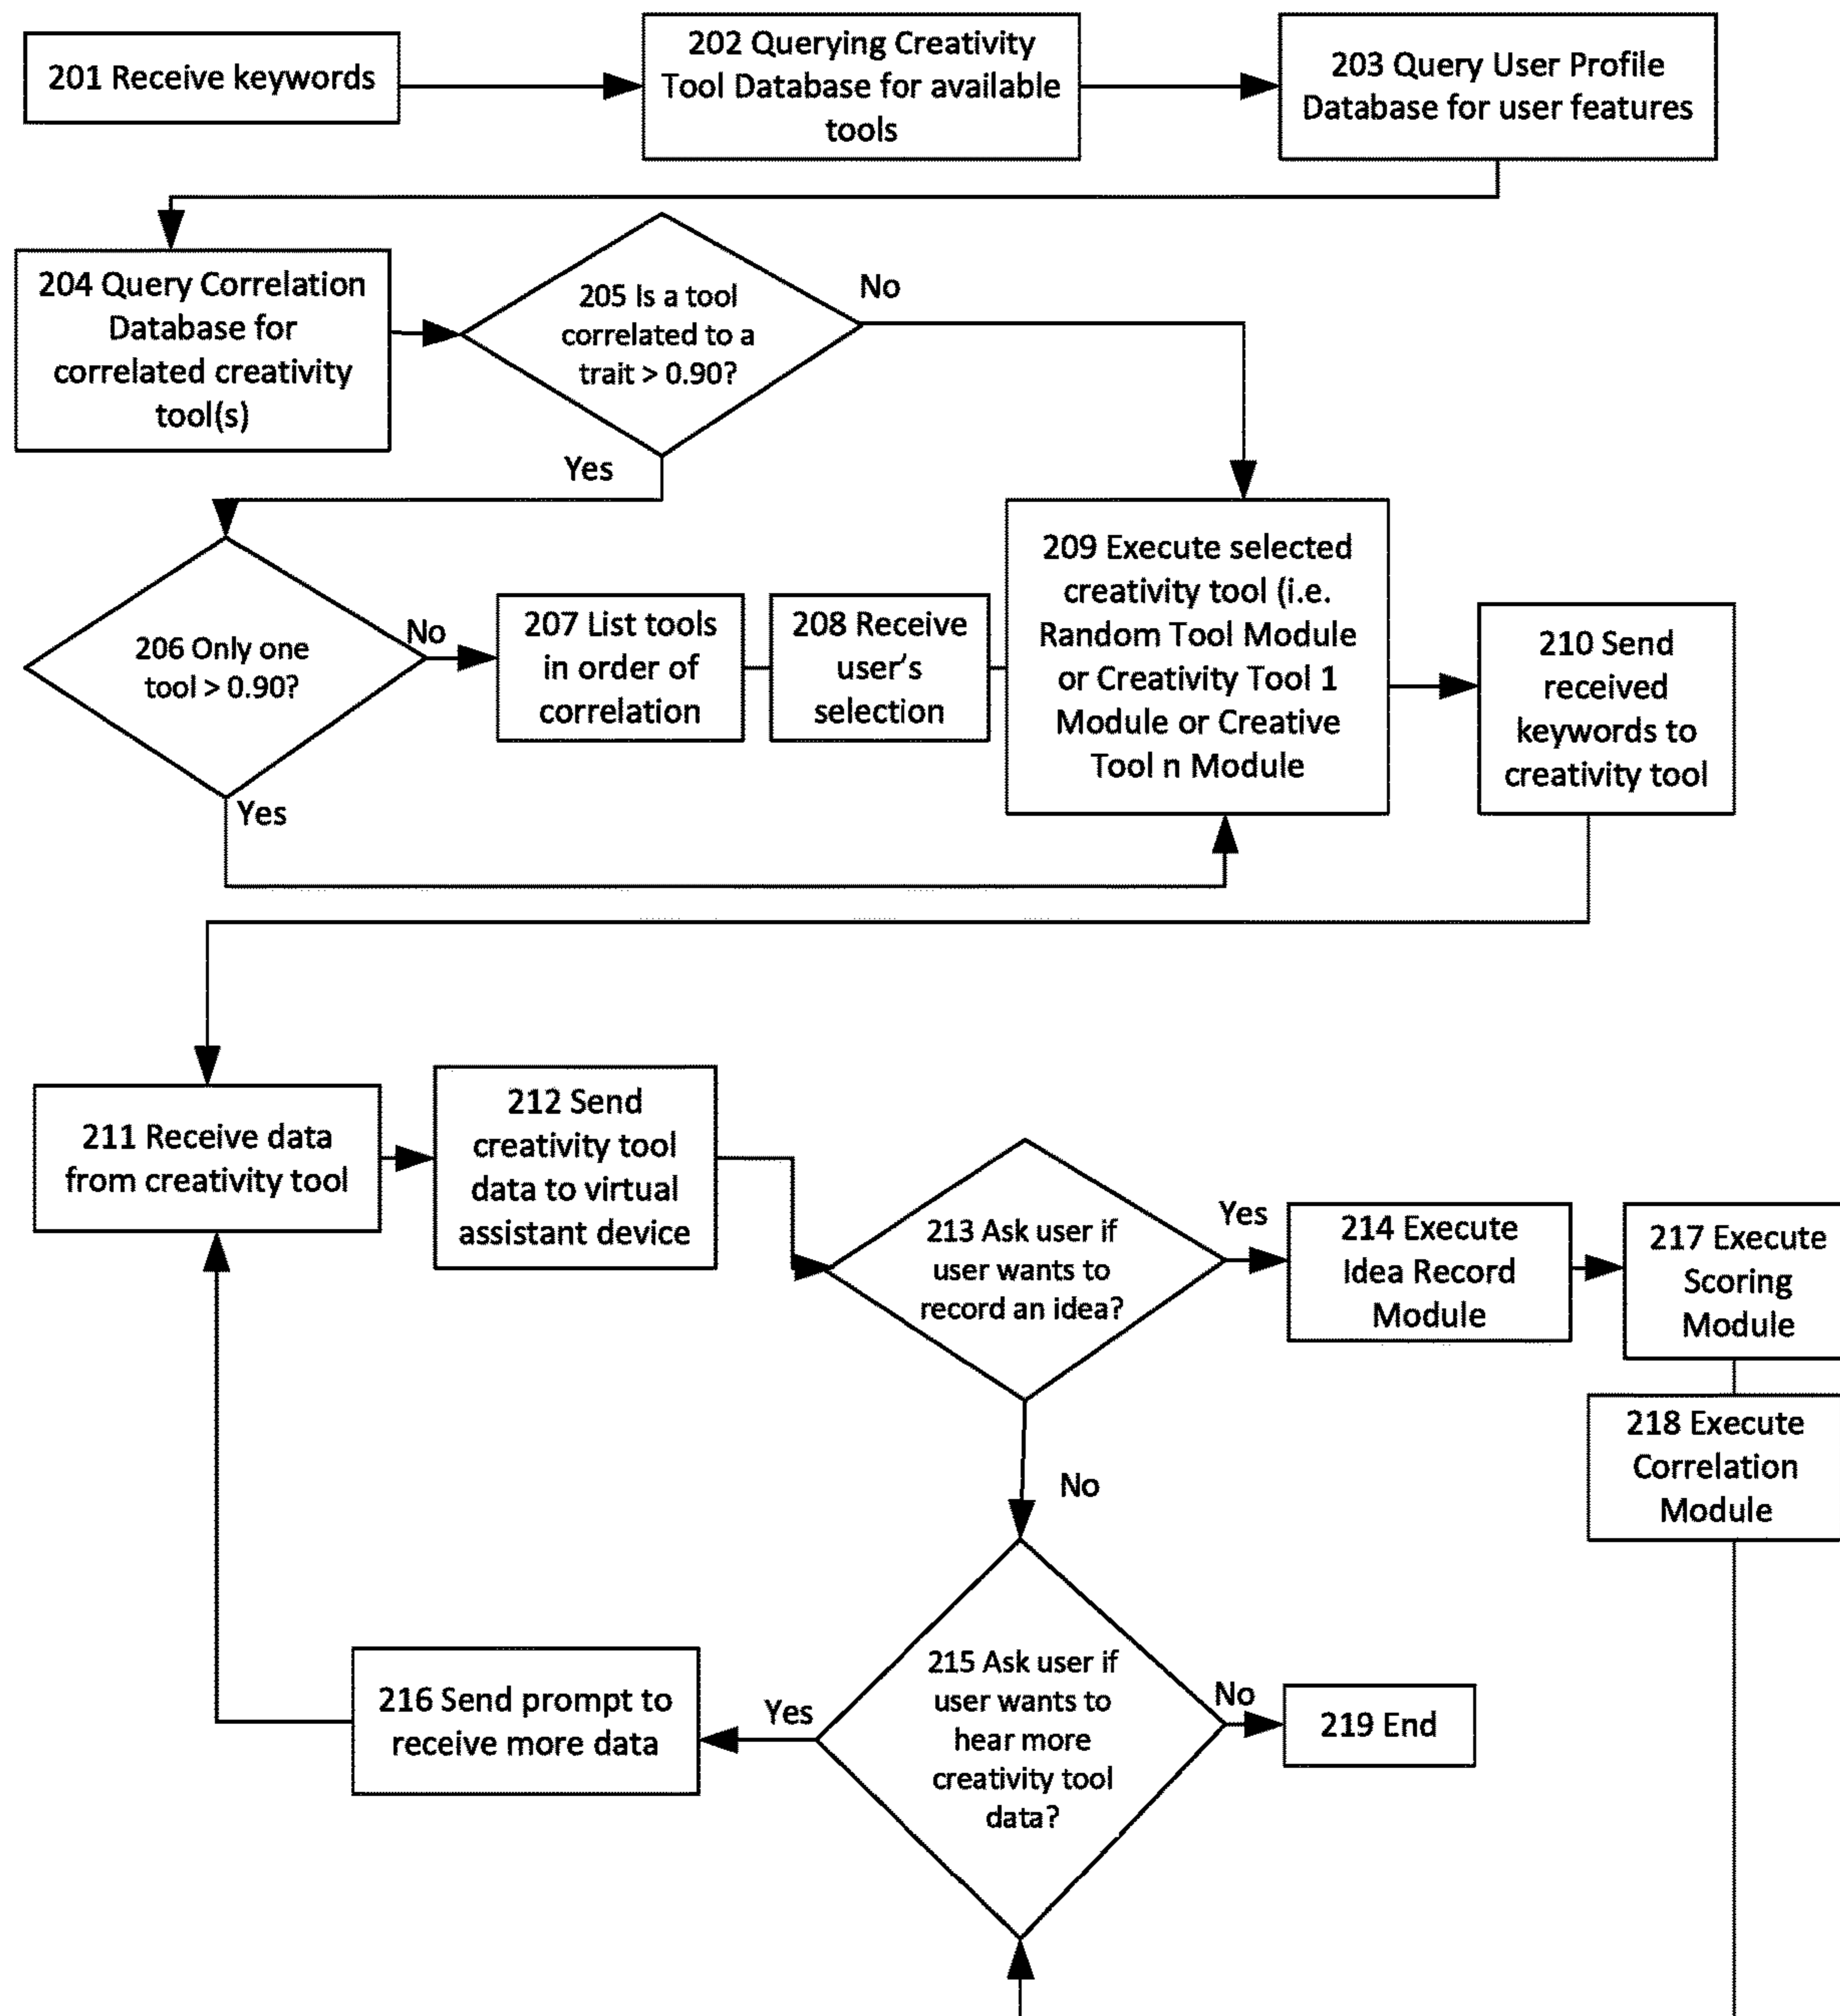 201 Receive keywords
202 Querying Creativity
Tool Database for available
tools
203 Query User Profile
Database for user features
204 Query Correlation
Database for
correlated creativity
tool(s)
205 Is a tool
correlated to a
trait > 0.90?
No
Yes
206 Only one
tool > 0.90?
No
Yes
207 List tools
in order of
correlation
208 Receive
user's
selection
209 Execute selected
creativity tool (i.e.
Random Tool Module
or Creativity Tool 1
Module or Creative
Tool n Module
210 Send
received
keywords to
creativity tool
211 Receive data
from creativity tool
212 Send
creativity tool
data to virtual
assistant device
213 Ask user if
user wants to
record an idea?
Yes
No
214 Execute
Idea Record
Module
217 Execute
Scoring
Module
218 Execute
Correlation
Module
215 Ask user if
user wants to
hear more
creativity tool
data?
Yes
No
216 Send prompt to
receive more data
219 End